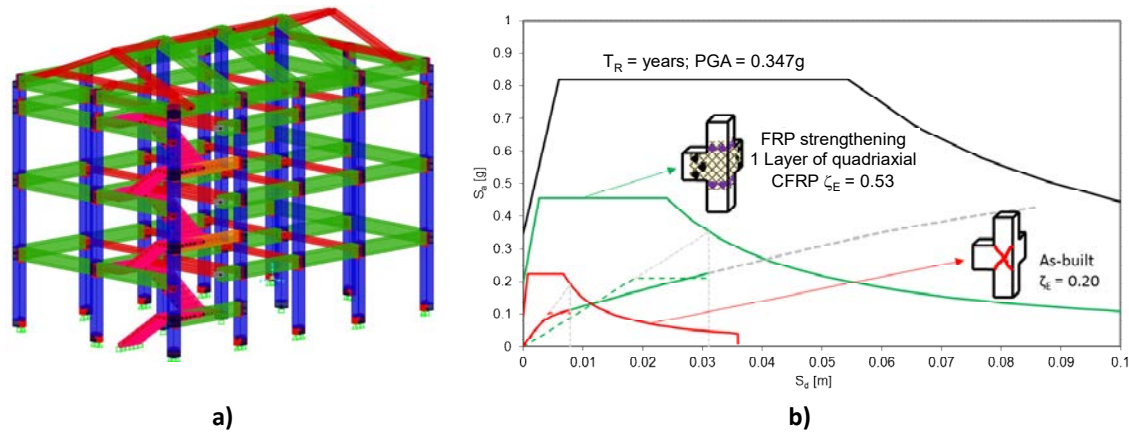 1
0.9
0.8
0.7
0.6
0.5
0.4
0.3
0.2
0.1
0
Sa [g]
T_R = years; PGA = 0.347g
FRP strengthening
1 Layer of quadriaxial
CFRP ζ_E = 0.53
As-built
ζ_E = 0.20
0 0.01 0.02 0.03 0.04 0.05 0.06 0.07 0.08 0.09 0.1
S_d [m]
a) b)